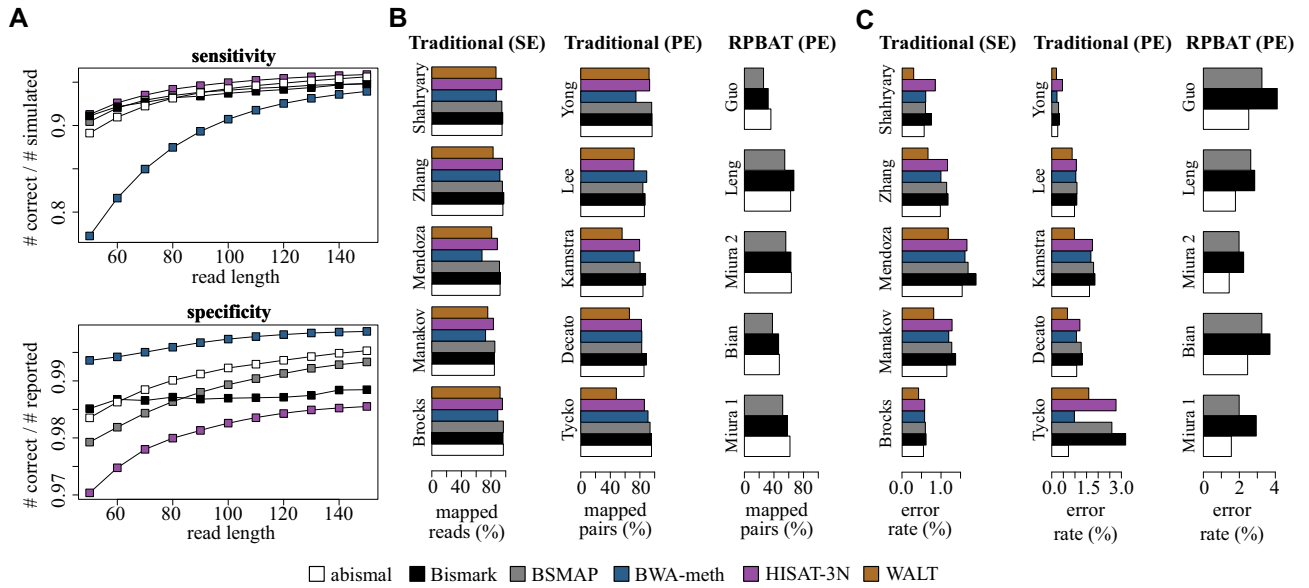 A
sensitivity
# correct / # simulated
0.9
0.8
60 80 100 120 140
read length
specificity
# correct / # reported
0.99
0.98
0.97
60 80 100 120 140
read length
B
Traditional (SE)
Traditional (PE)
RPBAT (PE)
Shahryary
Zhang
Mendoza
Manakov
Brocks
0 40 80
mapped
reads (%)
Yong
Lee
Kamstra
Decato
Tycko
0 40 80
mapped
pairs (%)
Guo
Leng
Miura 2
Bian
Miura 1
0 40 80
mapped
pairs (%)
C
Traditional (SE)
Traditional (PE)
RPBAT (PE)
Shahryary
Zhang
Mendoza
Manakov
Brocks
0.0 1.0
error
rate (%)
Yong
Lee
Kamstra
Decato
Tycko
0.0 1.5 3.0
error
rate (%)
Guo
Leng
Miura 2
Bian
Miura 1
0 2 4
error
rate (%)
abismal Bismark BSMAP BWA-meth HISAT-3N WALT